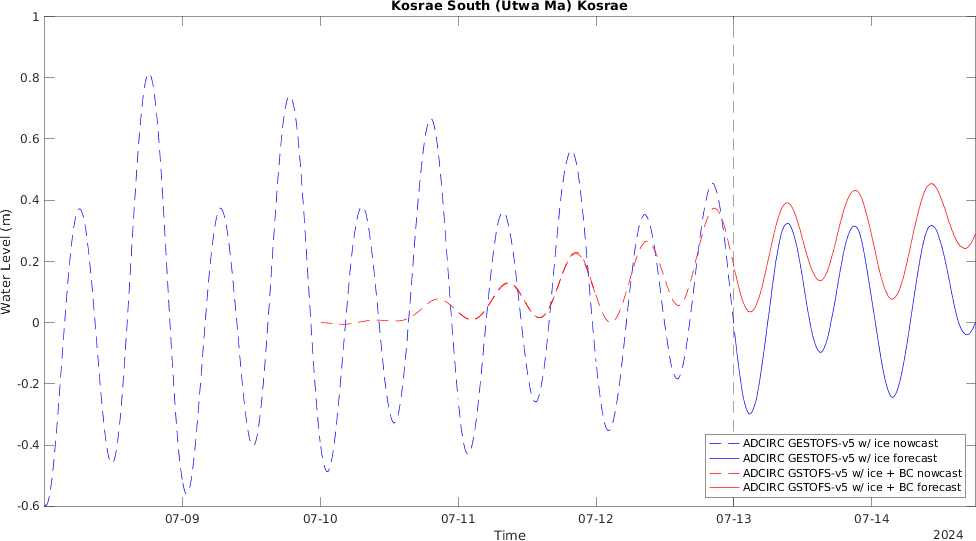 Kosrae South (Utwa Ma) Kosrae
1
0.8
0.6
0.4
0.2
0
-0.2
-0.4
-0.6
Water Level (m)
07-09
07-10
07-11
07-12
07-13
07-14
Time
2024
ADCIRC GESTOFS-v5 w/ ice nowcast
ADCIRC GESTOFS-v5 w/ ice forecast
ADCIRC GSTOFS-v5 w/ ice + BC nowcast
ADCIRC GSTOFS-v5 w/ ice + BC forecast